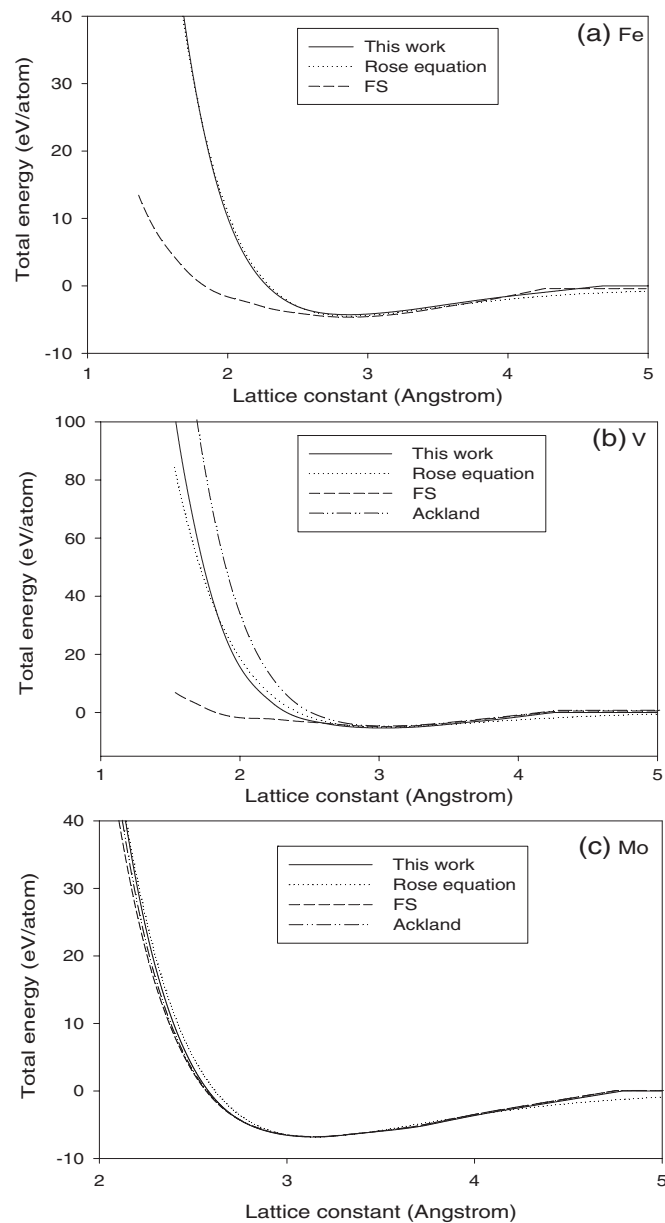 (a) Fe
This work
Rose equation
FS
Total energy (eV/atom)
40
30
20
10
0
-10
1 2 3 4 5
Lattice constant (Angstrom)
(b) V
This work
Rose equation
FS
Ackland
Total energy (eV/atom)
100
80
60
40
20
0
1 2 3 4 5
Lattice constant (Angstrom)
(c) Mo
This work
Rose equation
FS
Ackland
Total energy (eV/atom)
40
30
20
10
0
-10
2 3 4 5
Lattice constant (Angstrom)